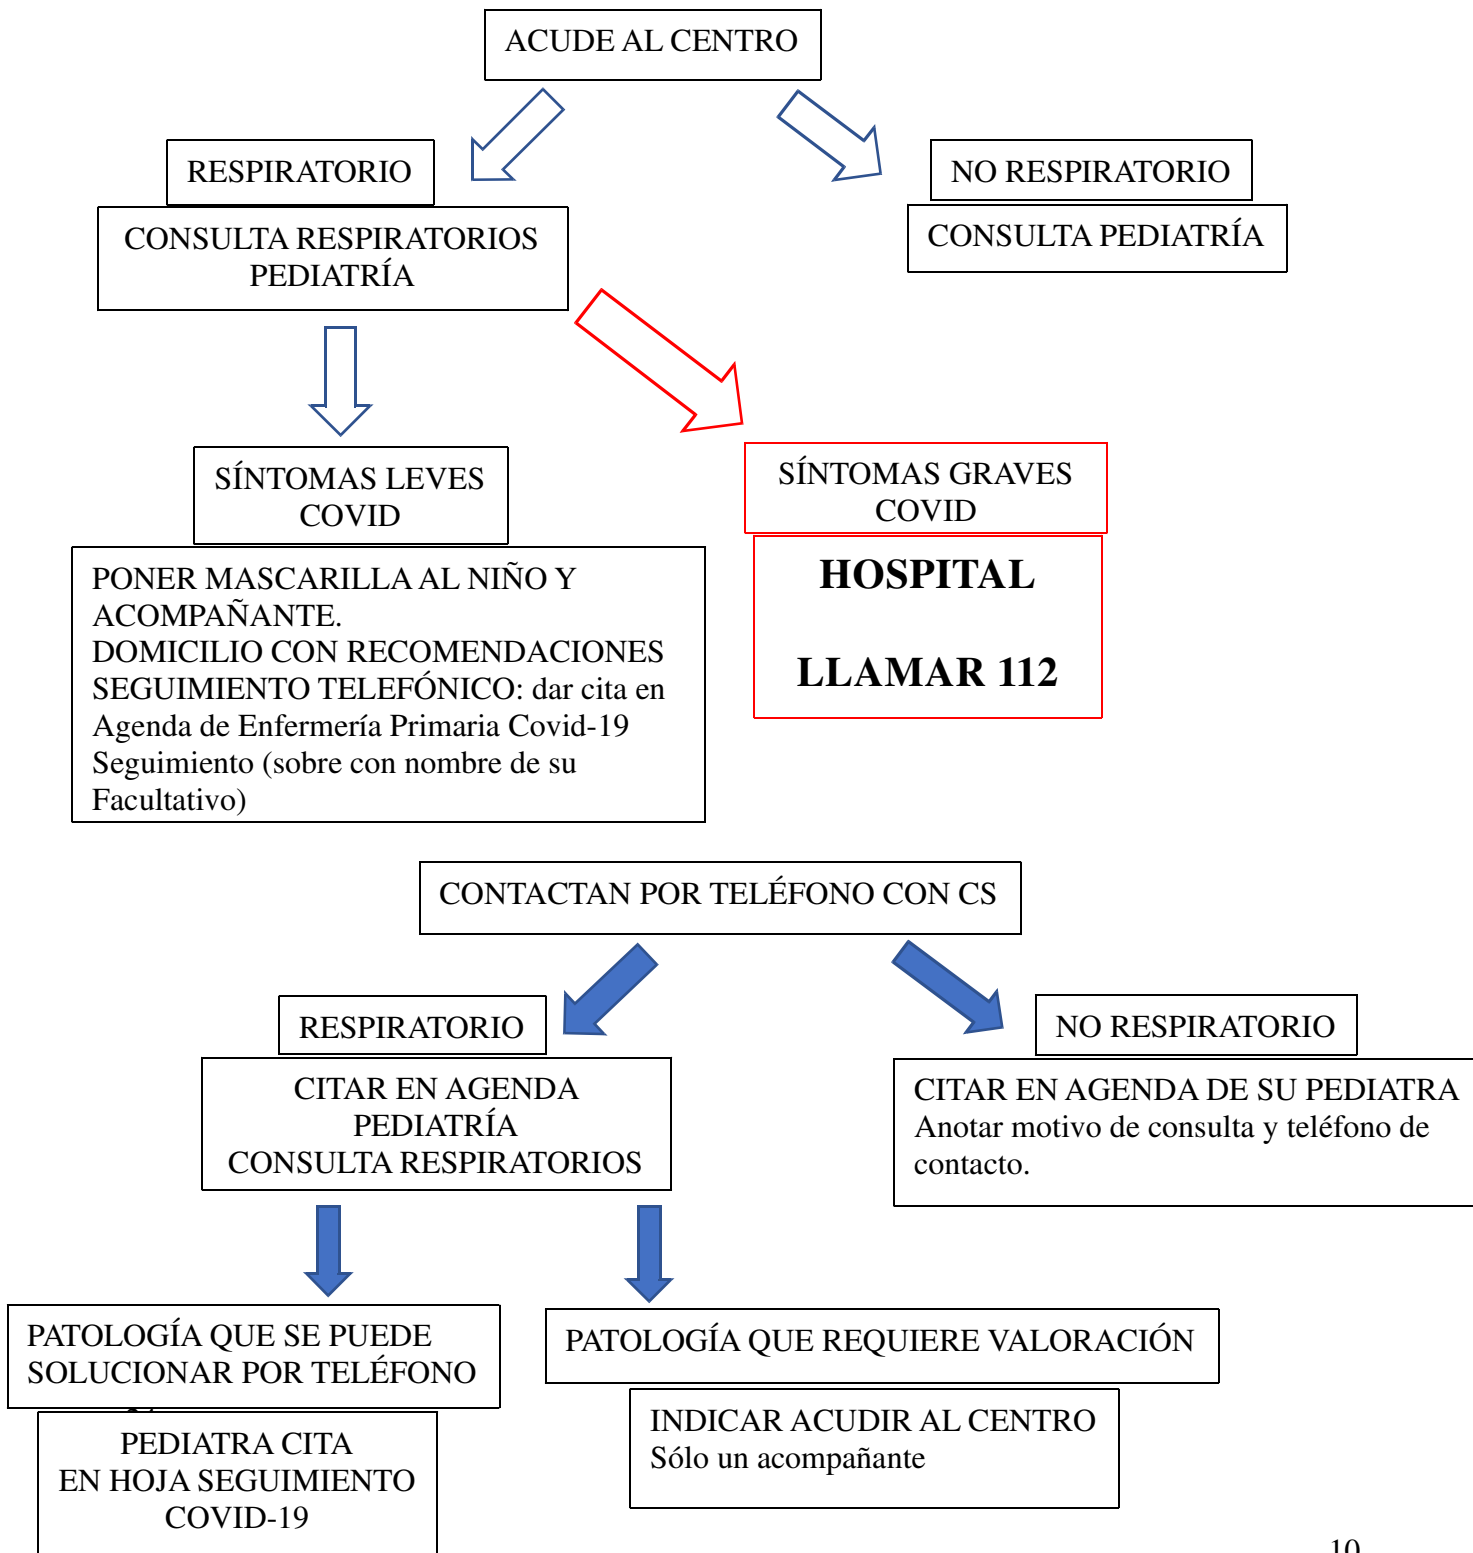 ACUDE AL CENTRO
RESPIRATORIO
NO RESPIRATORIO
CONSULTA RESPIRATORIOS
PEDIATRÍA
CONSULTA PEDIATRÍA
SÍNTOMAS LEVES
COVID
SÍNTOMAS GRAVES
COVID
PONER MASCARILLA AL NIÑO Y
ACOMPAÑANTE.
DOMICILIO CON RECOMENDACIONES
SEGUIMIENTO TELEFÓNICO: dar cita en
Agenda de Enfermería Primaria Covid-19
Seguimiento (sobre con nombre de su
Facultativo)
HOSPITAL
LLAMAR 112
CONTACTAN POR TELÉFONO CON CS
RESPIRATORIO
NO RESPIRATORIO
CITAR EN AGENDA
PEDIATRÍA
CONSULTA RESPIRATORIOS
CITAR EN AGENDA DE SU PEDIATRA
Anotar motivo de consulta y teléfono de
contacto.
PATOLOGÍA QUE SE PUEDE
SOLUCIONAR POR TELÉFONO
PATOLOGÍA QUE REQUIERE VALORACIÓN
PEDIATRA CITA
EN HOJA SEGUIMIENTO
COVID-19
INDICAR ACUDIR AL CENTRO
Sólo un acompañante
10